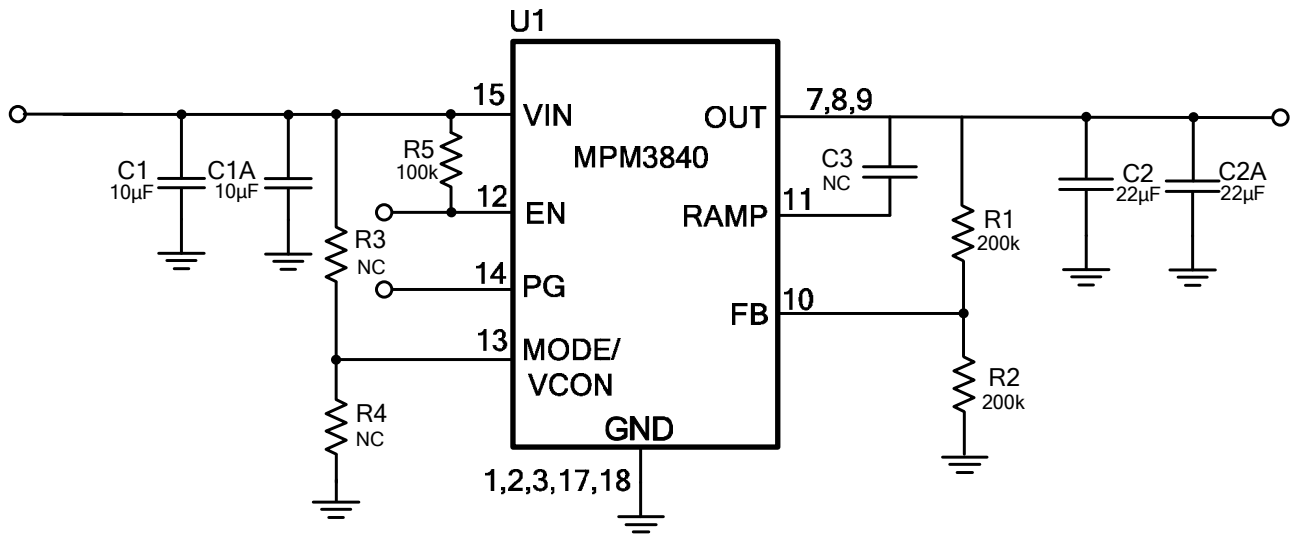 U1
15
VIN
OUT
7,8,9
C1
10µF
C1A
10µF
R5
100k
MPM3840
C3
NC
C2
22µF
C2A
22µF
12
EN
RAMP
11
R1
200k
R3
NC
14
PG
FB
10
13
MODE/
VCON
R2
200k
R4
NC
GND
1,2,3,17,18